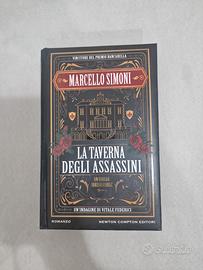 VINCITORE DEL PREMIO BANCARELLA
MARCELLO SIMONI
LA TAVERNA
DEGLI ASSASSINI
UN'INDAGINE DI VITALE FEDERICI
ROMANZO
NEWTON COMPTON EDITORI
subito